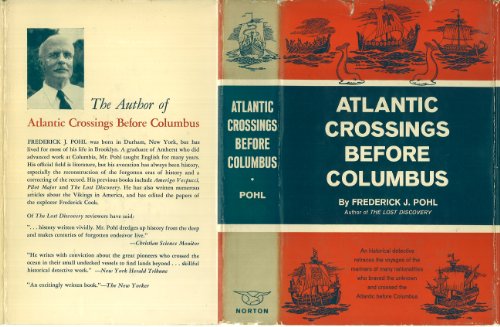 The Author of
Atlantic Crossings Before Columbus
FREDERICK J. POHL was born in Durham, New York, but has
lived for most of his life in Brooklyn. A graduate of Amherst who did
advanced work at Columbia, Mr. Pohl taught English for many years. His
official field is literature, but his avocation has always been history,
especially the reconstruction of the forgotten eras of history and a
correcting of the record. His previous books include Amerigo Vespucci,
Pilot Major and The Lost Discovery. He has also written numerous
articles about the Vikings in America, and has edited the papers of
the explorer Frederick Cook.
Of The Lost Discovery reviewers have said:
". . . history written vividly. Mr. Pohl dredges up history from the deep
and makes centuries of forgotten endeavor live."
—Christian Science Monitor
"He writes with conviction about the great pioneers who crossed the
ocean in their small undecked vessels to find lands beyond . . . skillful
historical detective work." —New York Herald Tribune
"An excitingly written book."—The New Yorker
ATLANTIC
CROSSINGS
BEFORE
COLUMBUS
•
POHL
NORTON
ATLANTIC
CROSSINGS
BEFORE
COLUMBUS
By FREDERICK J. POHL
Author of THE LOST DISCOVERY
An historical detective
retraces the voyages of the
mariners of many nationalities
who braved the unknown
and crossed the
Atlantic before Columbus